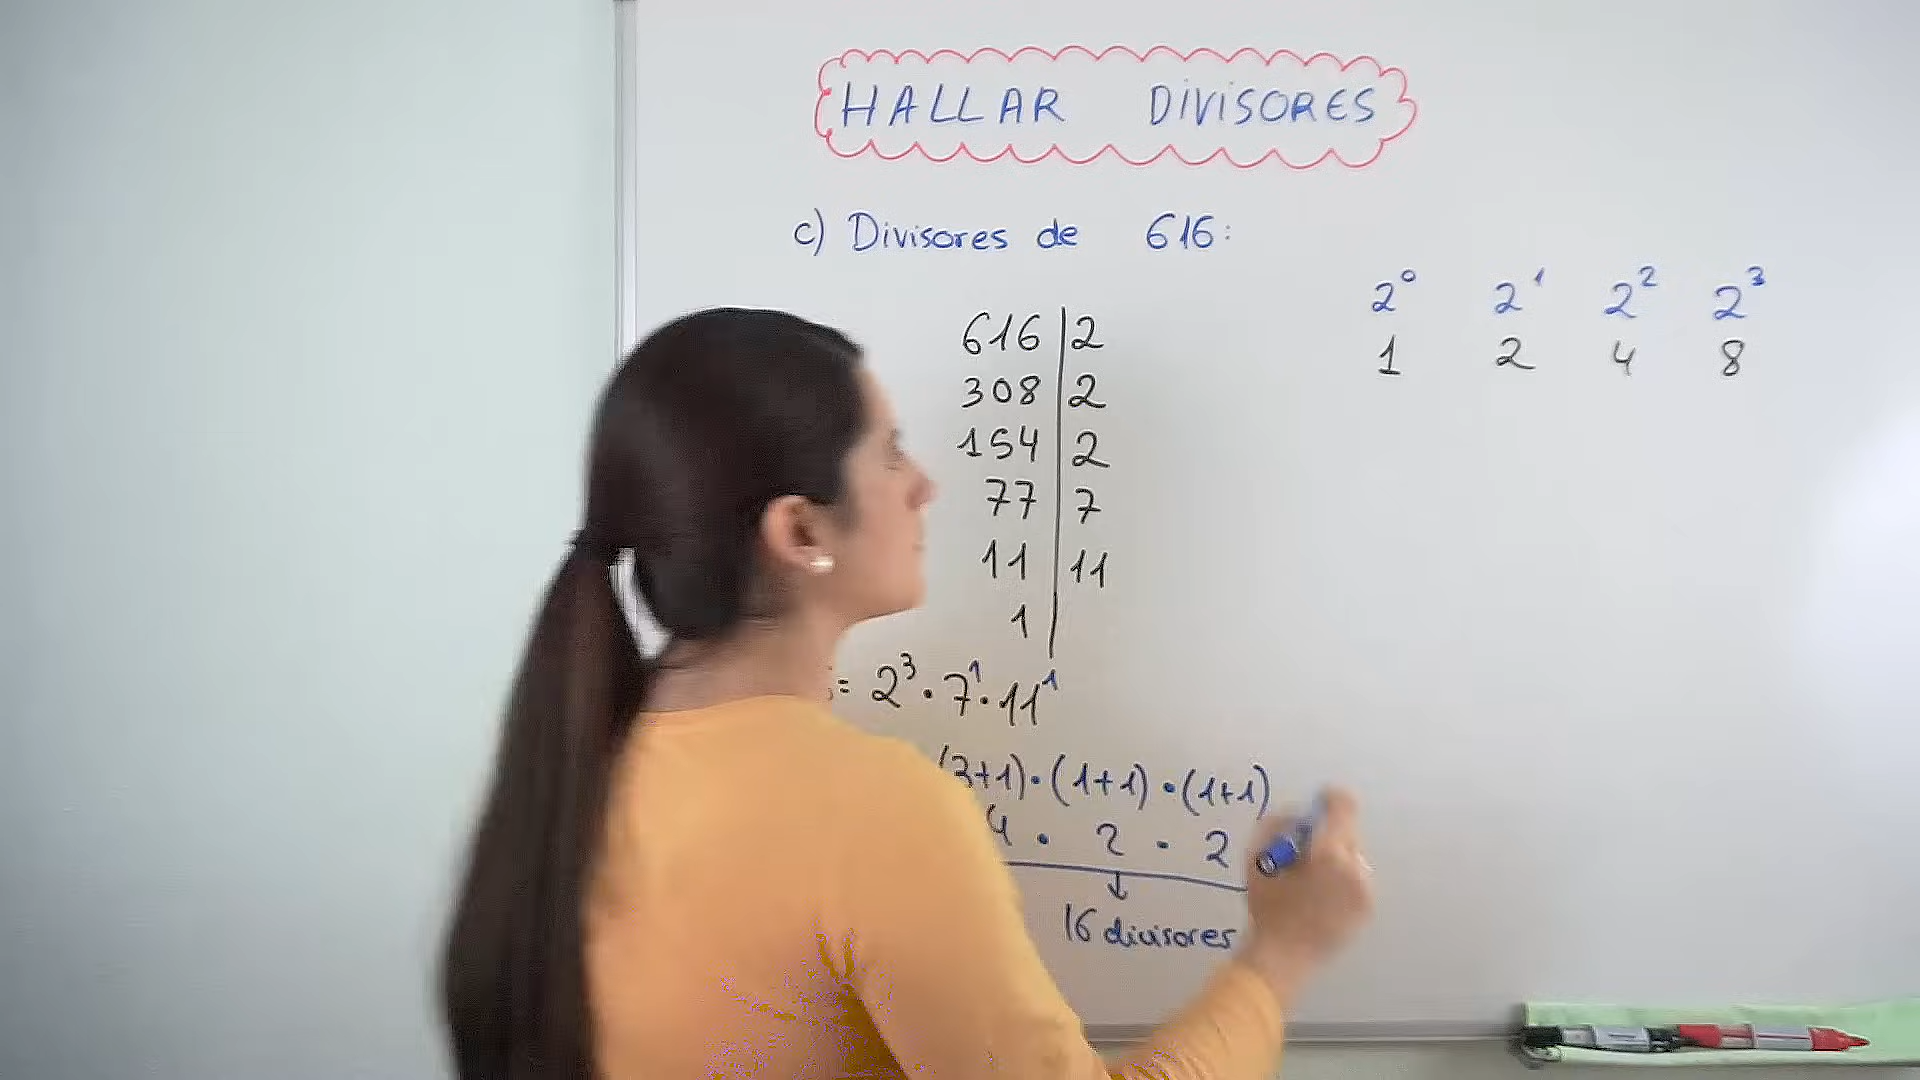 HALLAR DIVISORES
c) Divisores de 616:
2⁰ 2¹ 2² 2³
1 2 4 8
616 | 2
308 | 2
154 | 2
77 | 7
11 | 11
1 |
= 2³ · 7¹ · 11¹
(3+1) · (1+1) · (1+1)
4 · 2 · 2
↓
16 divisores